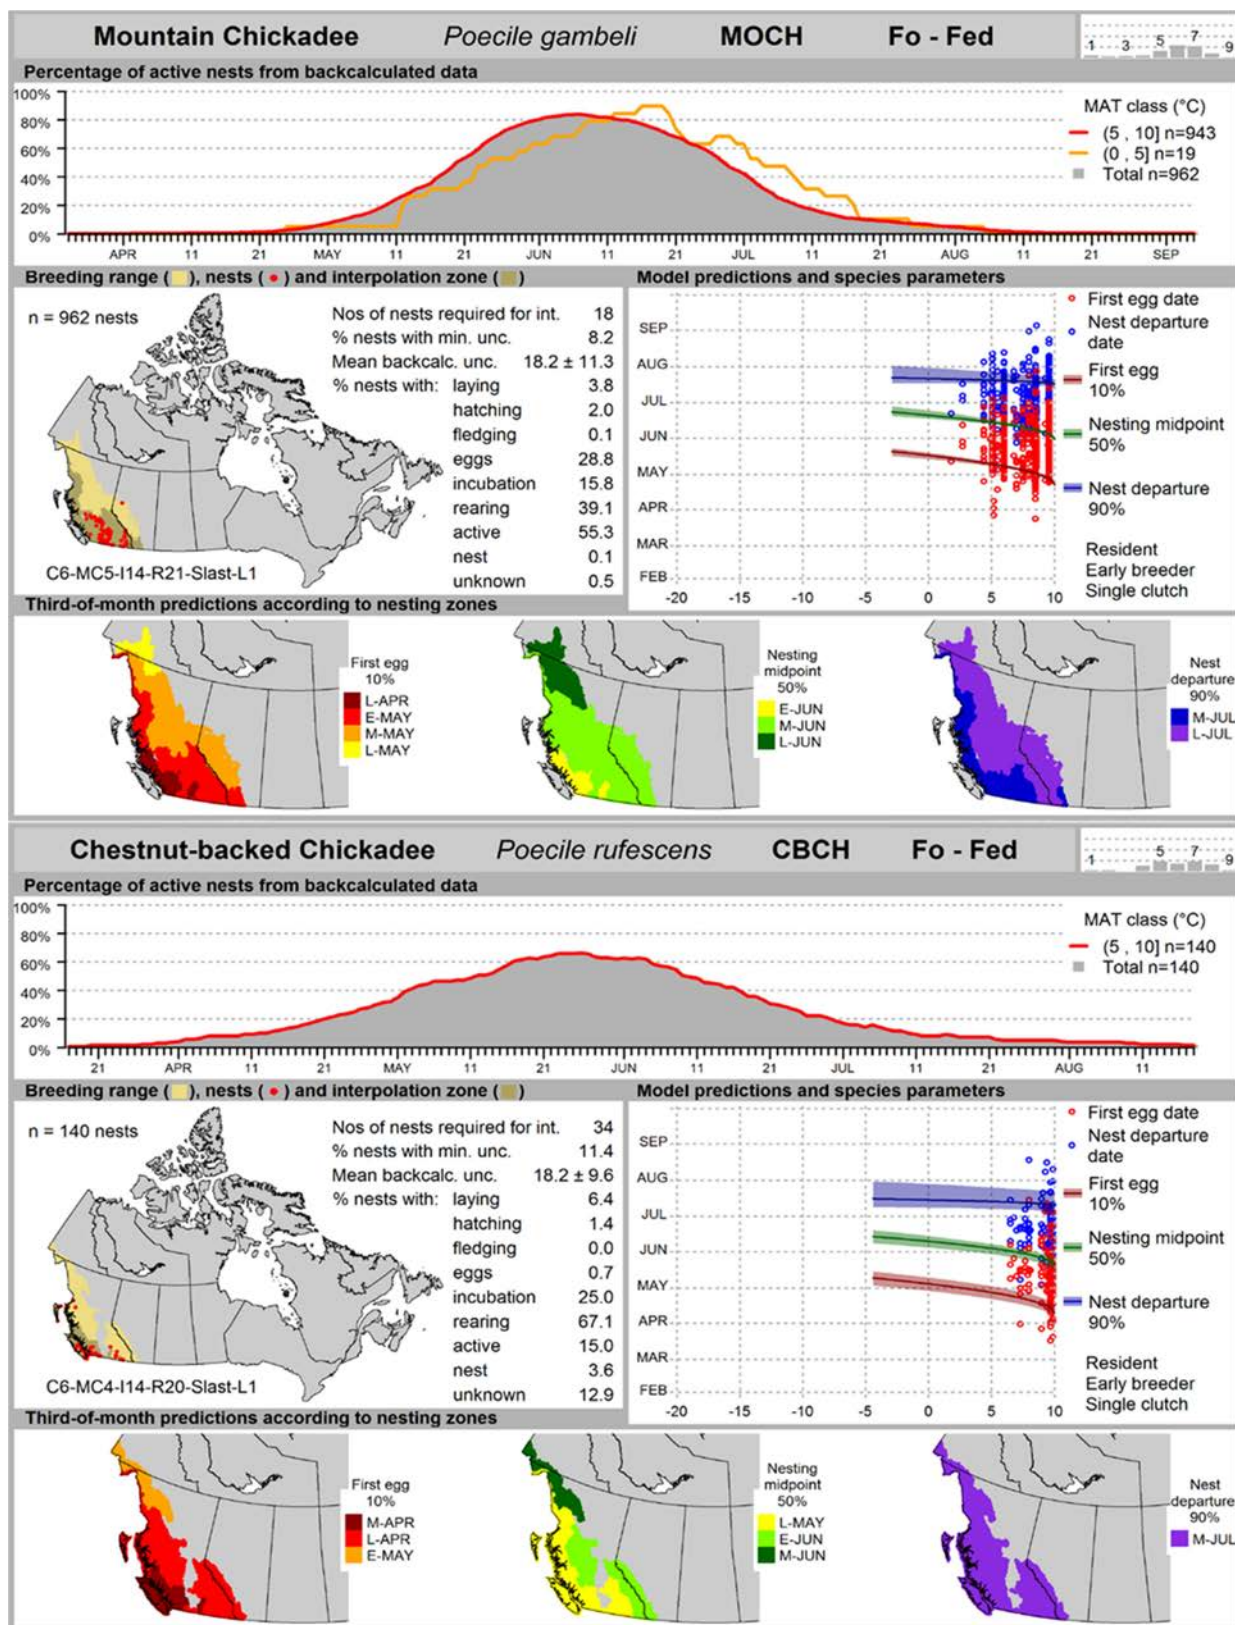 Mountain Chickadee Poecile gambeli MOCH Fo - Fed
1 3 5 7 9
Percentage of active nests from backcalculated data
100%
80%
60%
40%
20%
0%
MAT class (°C)
(5 , 10] n=943
(0 , 5] n=19
Total n=962
APR 11 21 MAY 11 21 JUN 11 21 JUL 11 21 AUG 11 21 SEP
Breeding range ( ), nests ( ) and interpolation zone ( )
n = 962 nests
Nos of nests required for int. 18
% nests with min. unc. 8.2
Mean backcalc. unc. 18.2 ± 11.3
% nests with: laying 3.8
hatching 2.0
fledging 0.1
eggs 28.8
incubation 15.8
rearing 39.1
active 55.3
nest 0.1
unknown 0.5
C6-MC5-I14-R21-Slast-L1
Model predictions and species parameters
SEP
AUG
JUL
JUN
MAY
APR
MAR
FEB
-20 -15 -10 -5 0 5 10
First egg date
Nest departure
date
First egg
10%
Nesting midpoint
50%
Nest departure
90%
Resident
Early breeder
Single clutch
Third-of-month predictions according to nesting zones
First egg
10%
L-APR
E-MAY
M-MAY
L-MAY
Nesting
midpoint
50%
E-JUN
M-JUN
L-JUN
Nest
departure
90%
M-JUL
L-JUL
Chestnut-backed Chickadee Poecile rufescens CBCH Fo - Fed
1 5 7 9
Percentage of active nests from backcalculated data
100%
80%
60%
40%
20%
0%
MAT class (°C)
(5 , 10] n=140
Total n=140
21 APR 11 21 MAY 11 21 JUN 11 21 JUL 11 21 AUG 11
Breeding range ( ), nests ( ) and interpolation zone ( )
n = 140 nests
Nos of nests required for int. 34
% nests with min. unc. 11.4
Mean backcalc. unc. 18.2 ± 9.6
% nests with: laying 6.4
hatching 1.4
fledging 0.0
eggs 0.7
incubation 25.0
rearing 67.1
active 15.0
nest 3.6
unknown 12.9
C6-MC4-I14-R20-Slast-L1
Model predictions and species parameters
SEP
AUG
JUL
JUN
MAY
APR
MAR
FEB
-20 -15 -10 -5 0 5 10
First egg date
Nest departure
date
First egg
10%
Nesting midpoint
50%
Nest departure
90%
Resident
Early breeder
Single clutch
Third-of-month predictions according to nesting zones
First egg
10%
M-APR
L-APR
E-MAY
Nesting
midpoint
50%
L-MAY
E-JUN
M-JUN
Nest
departure
90%
M-JUL